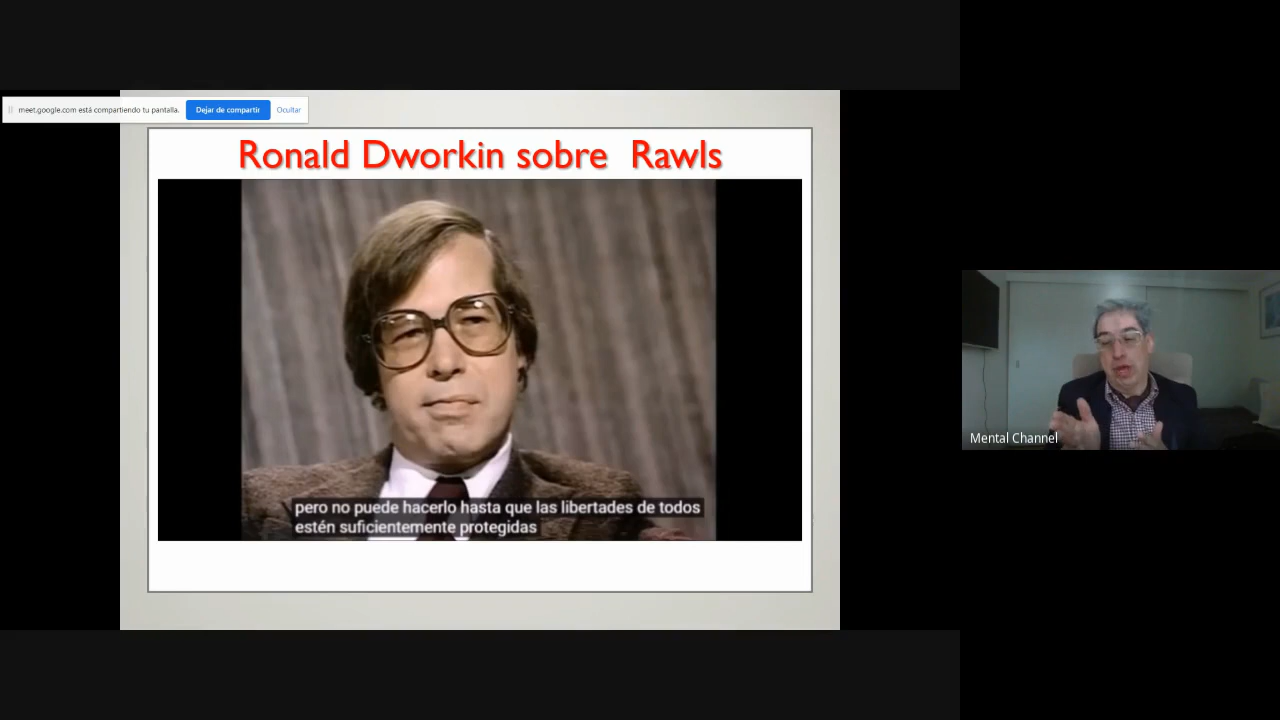 meet.google.com está compartiendo tu pantalla.
Dejar de compartir
Ocultar
Ronald Dworkin sobre Rawls
pero no puede hacerlo hasta que las libertades de todos
estén suficientemente protegidas
Mental Channel